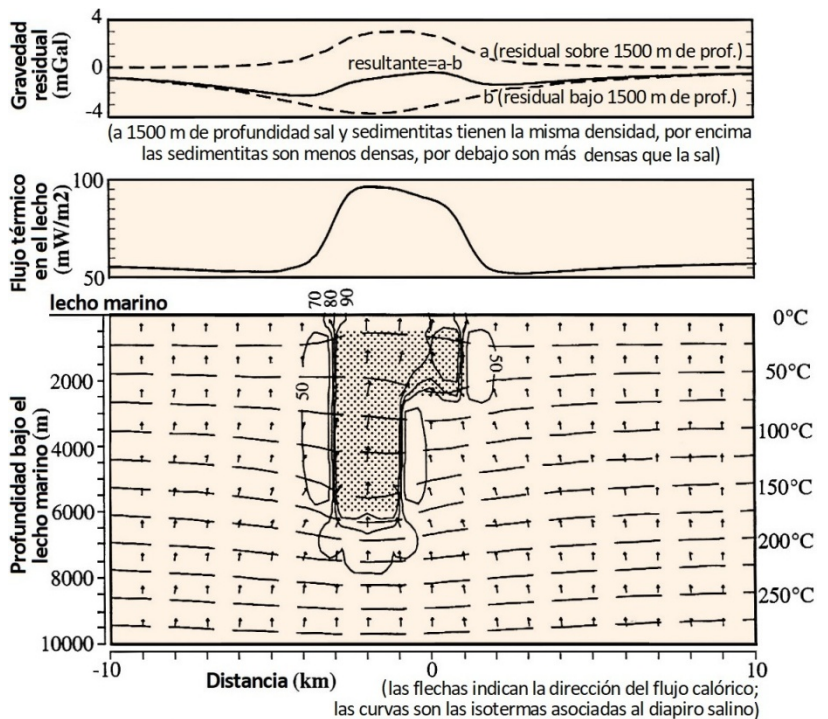 4
0
-4
Gravedad
residual
(mGal)
a (residual sobre 1500 m de prof.)
resultante=a-b
b (residual bajo 1500 m de prof.)
(a 1500 m de profundidad sal y sedimentitas tienen la misma densidad, por encima
las sedimentitas son menos densas, por debajo son más densas que la sal)
100
50
Flujo térmico
en el lecho
(mW/m2)
lecho marino
70
80
90
0°C
50
50
2000
50°C
4000
100°C
150°C
6000
200°C
8000
250°C
10000
Profundidad bajo el
lecho marino (m)
-10
0
10
Distancia (km)
(las flechas indican la dirección del flujo calórico;
las curvas son las isotermas asociadas al diapiro salino)